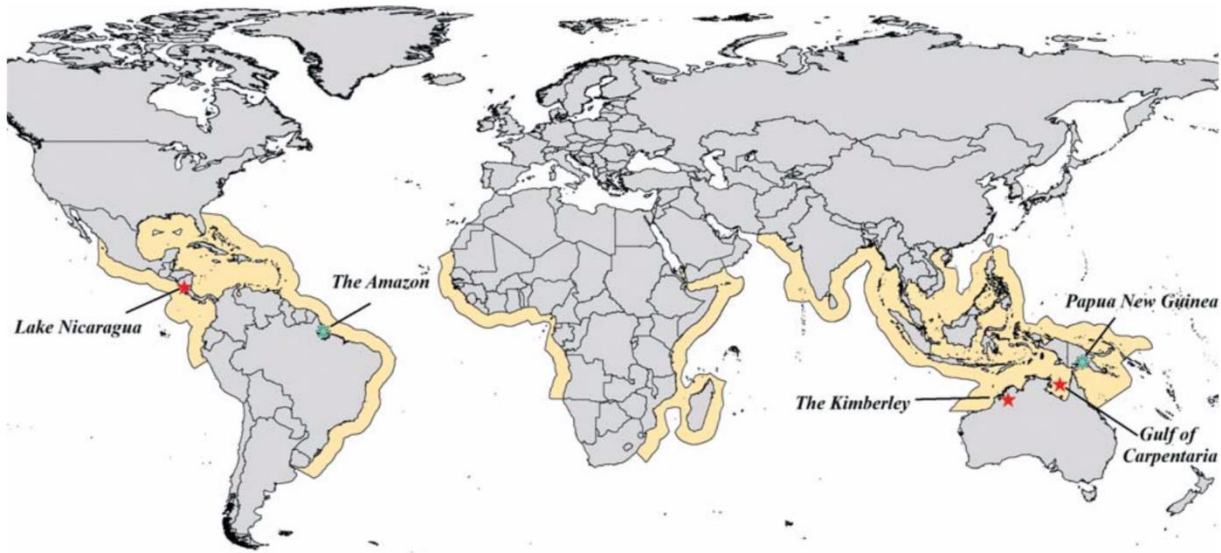 The Amazon
Lake Nicaragua
Papua New Guinea
The Kimberley
Gulf of
Carpentaria